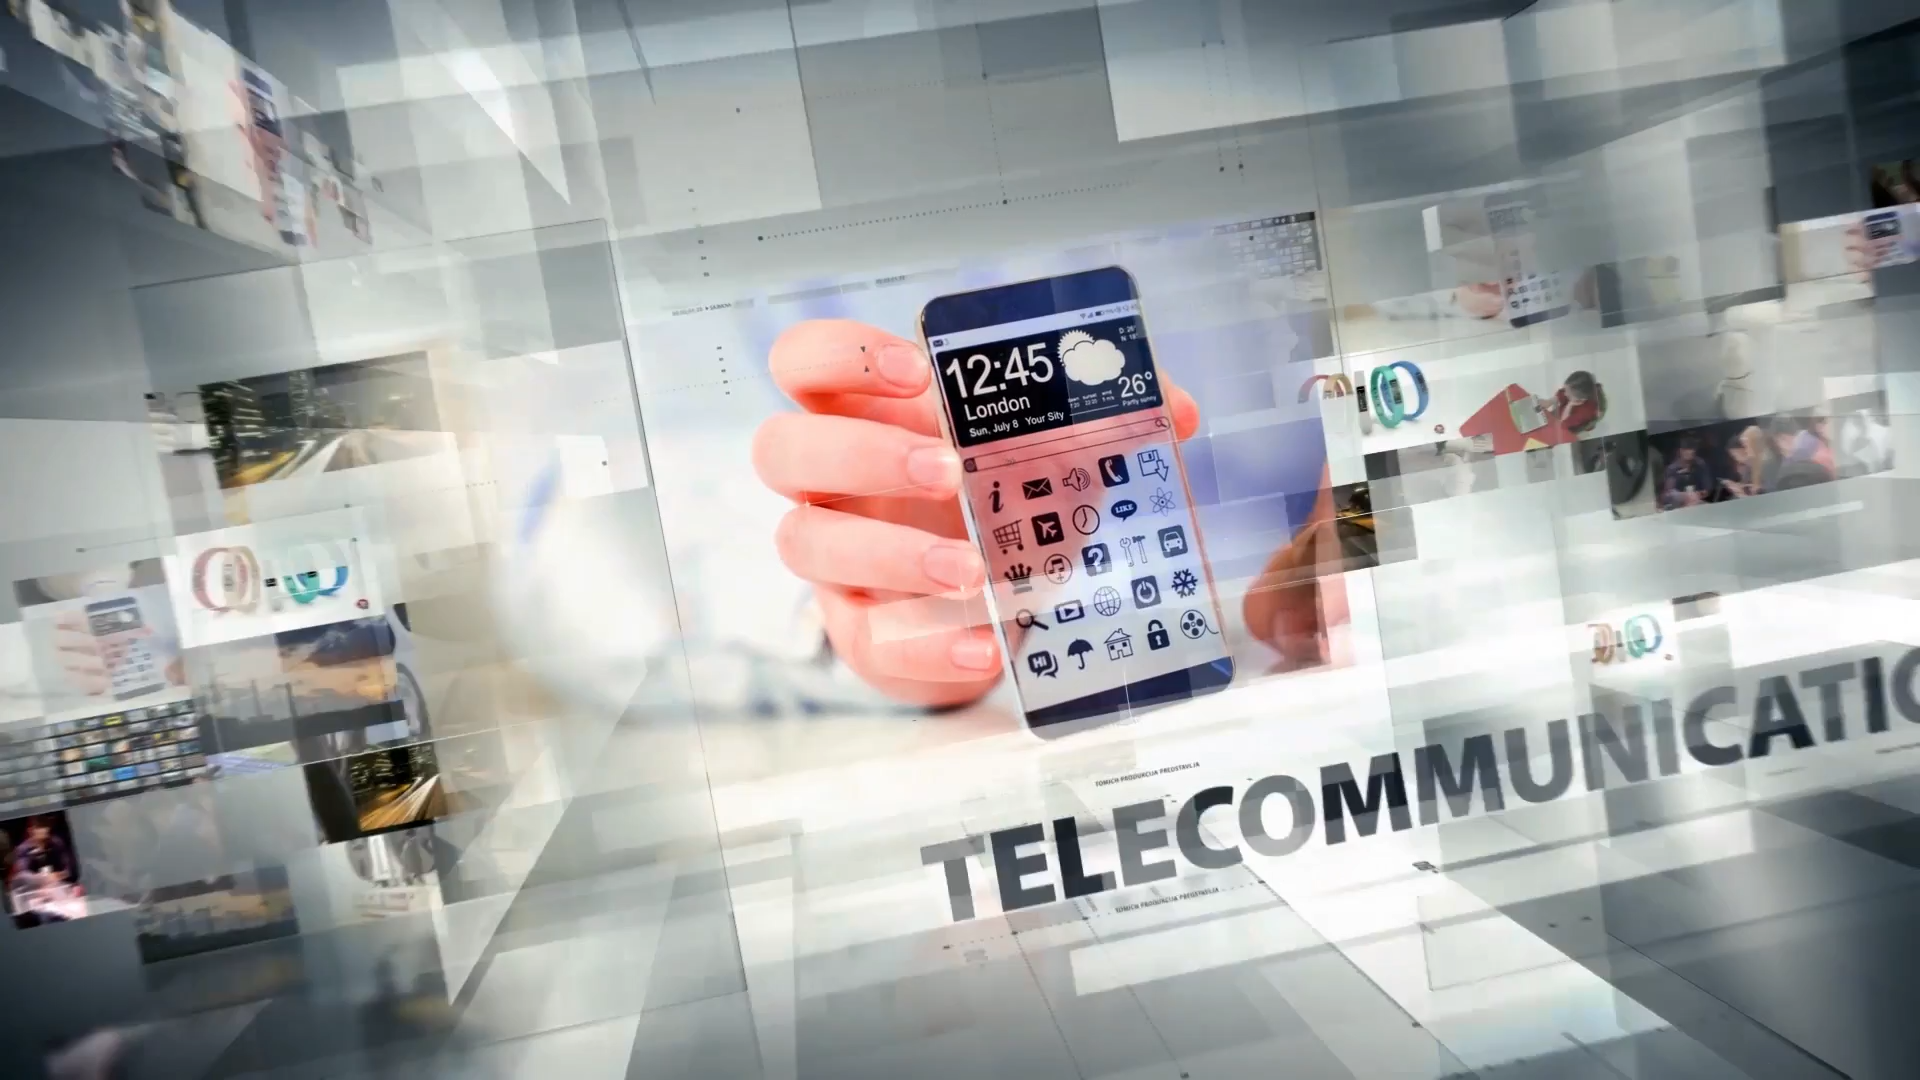 12:45
London
Sun, July 8 Your Sity
26°
Partly sunny
LIKE
HI
TOMICH PRODUKCIJA PREDSTAVLJA
TELECOMMUNICATIO
TOMICH PRODUKCIJA PREDSTAVLJA